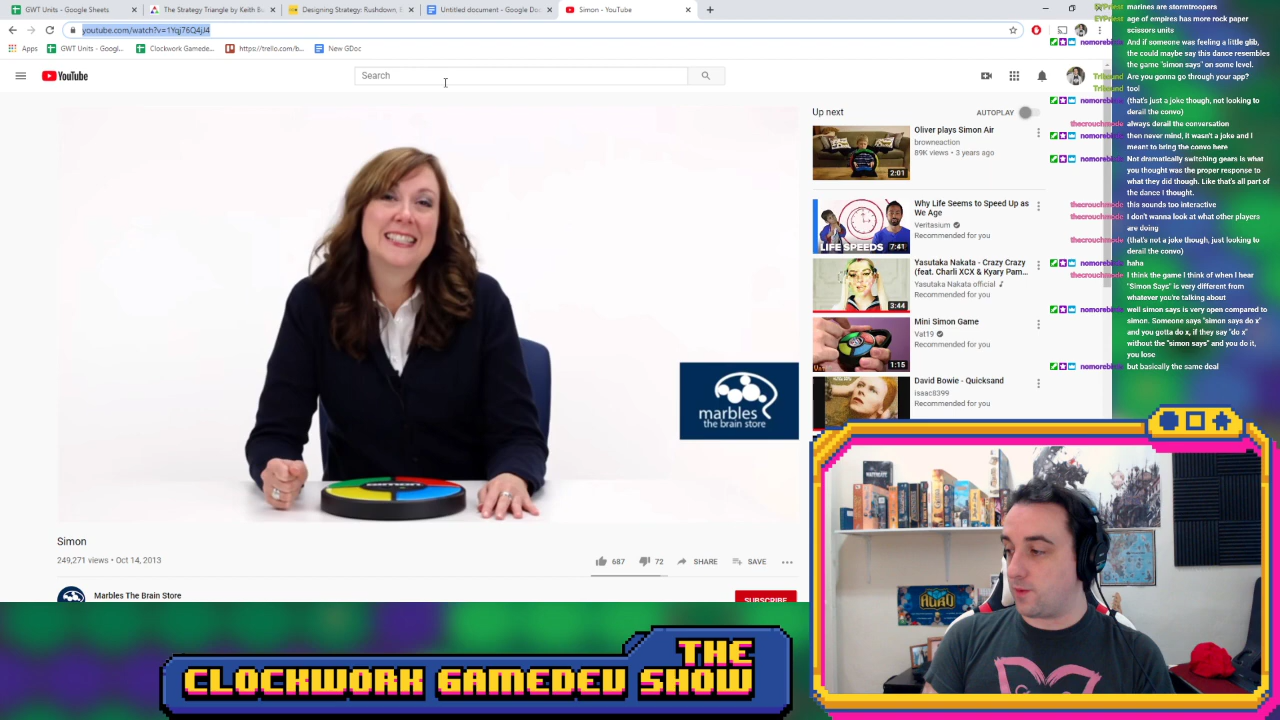 GWT Units - Google Sheets
The Strategy Triangle by Keith Bu
Designing Strategy: Rushdown, E
Untitled document - Google Doc
Simon - YouTube
youtube.com/watch?v=1Yqj76Q4jJ4
Apps
GWT Units - Googl...
Clockwork Gamede...
https://trello.com/b...
New GDoc
YouTube
Search
Simon
249,271 views • Oct 14, 2013
687
72
SHARE
SAVE
Marbles The Brain Store
SUBSCRIBE
marbles
the brain store
Up next
AUTOPLAY
Oliver plays Simon Air
browneaction
89K views • 3 years ago
2:01
Why Life Seems to Speed Up as
We Age
Veritasium
Recommended for you
LIFE SPEEDS
7:41
Yasutaka Nakata - Crazy Crazy
(feat. Charli XCX & Kyary Pam...
Yasutaka Nakata official
Recommended for you
3:44
Mini Simon Game
Vat19
Recommended for you
1:15
David Bowie - Quicksand
isaac8399
Recommended for you
marines are stormtroopers
EYPriest age of empires has more rock paper
scissors units
And if someone was feeling a little glib,
the could maybe say this dance resembles
the game "simon says" on some level.
Are you gonna go through your app?
too!
(that's just a joke though, not looking to
derail the convo)
always derail the conversation
then never mind, it wasn't a joke and I
meant to bring the convo here
Not dramatically switching gears is what
you thought was the proper response to
what they did though. Like that's all part of
the dance I thought.
this sounds too interactive
I don't wanna look at what other players
are doing
(that's not a joke though, just looking to
derail the convo)
haha
I think the game I think of when I hear
"Simon Says" is very different from
whatever you're talking about
well simon says is very open compared to
simon. Someone says "simon says do x"
and you gotta do x, if they say "do x"
without the "simon says" and you do it,
you lose
but basically the same deal
AURO
THE
CLOCKWORK GAMEDEV SHOW